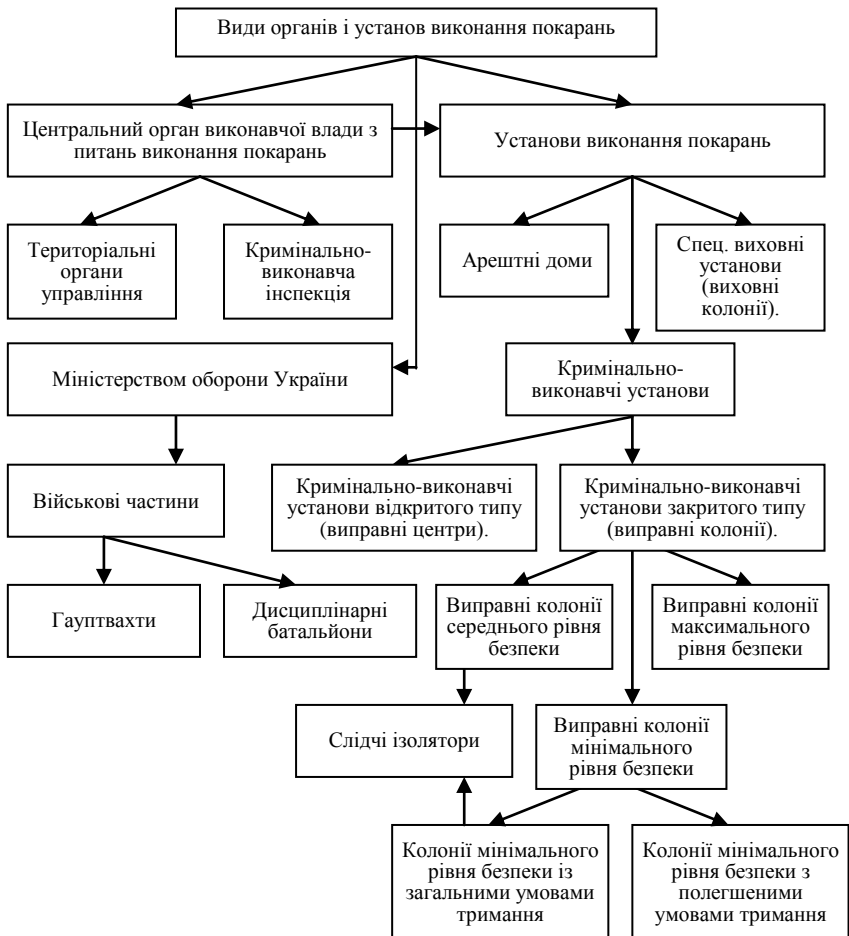 Види органів і установ виконання покарань
Центральний орган виконавчої влади з
питань виконання покарань
Установи виконання покарань
Територіальні
органи
управління
Кримінально-
виконавча
інспекція
Арештні доми
Спец. виховні
установи
(виховні
колонії).
Міністерством оборони України
Кримінально-
виконавчі установи
Військові частини
Кримінально-виконавчі
установи відкритого типу
(виправні центри).
Кримінально-виконавчі
установи закритого типу
(виправні колонії).
Гауптвахти
Дисциплінарні
батальйони
Виправні колонії
середнього рівня
безпеки
Виправні колонії
максимального
рівня безпеки
Слідчі ізолятори
Виправні колонії
мінімального
рівня безпеки
Колонії мінімального
рівня безпеки із
загальними умовами
тримання
Колонії мінімального
рівня безпеки з
полегшеними
умовами тримання